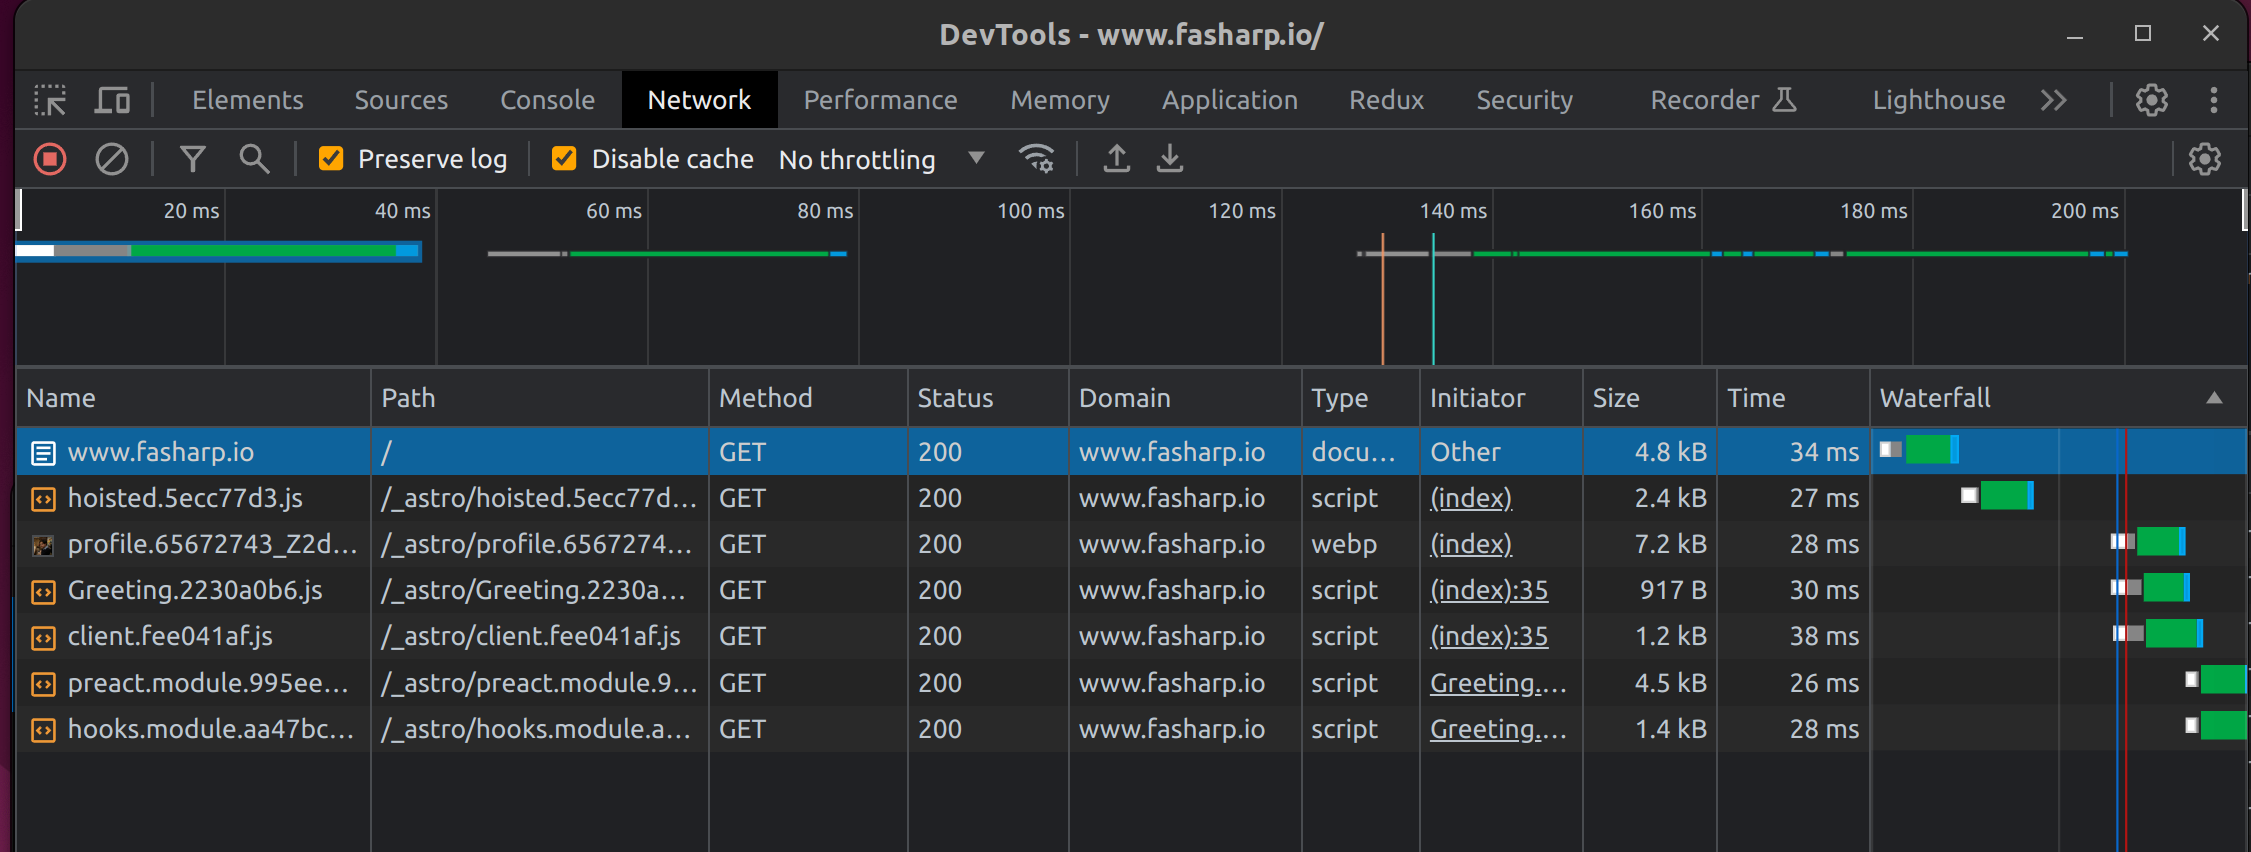 DevTools - www.fasharp.io/
Elements Sources Console Network Performance Memory Application Redux Security Recorder Lighthouse
Preserve log Disable cache No throttling
20 ms 40 ms 60 ms 80 ms 100 ms 120 ms 140 ms 160 ms 180 ms 200 ms
Name Path Method Status Domain Type Initiator Size Time Waterfall
www.fasharp.io / GET 200 www.fasharp.io docu... Other 4.8 kB 34 ms
hoisted.5ecc77d3.js /_astro/hoisted.5ecc77d... GET 200 www.fasharp.io script (index) 2.4 kB 27 ms
profile.65672743_Z2d... /_astro/profile.6567274... GET 200 www.fasharp.io webp (index) 7.2 kB 28 ms
Greeting.2230a0b6.js /_astro/Greeting.2230a... GET 200 www.fasharp.io script (index):35 917 B 30 ms
client.fee041af.js /_astro/client.fee041af.js GET 200 www.fasharp.io script (index):35 1.2 kB 38 ms
preact.module.995ee... /_astro/preact.module.9... GET 200 www.fasharp.io script Greeting.... 4.5 kB 26 ms
hooks.module.aa47bc... /_astro/hooks.module.a... GET 200 www.fasharp.io script Greeting.... 1.4 kB 28 ms